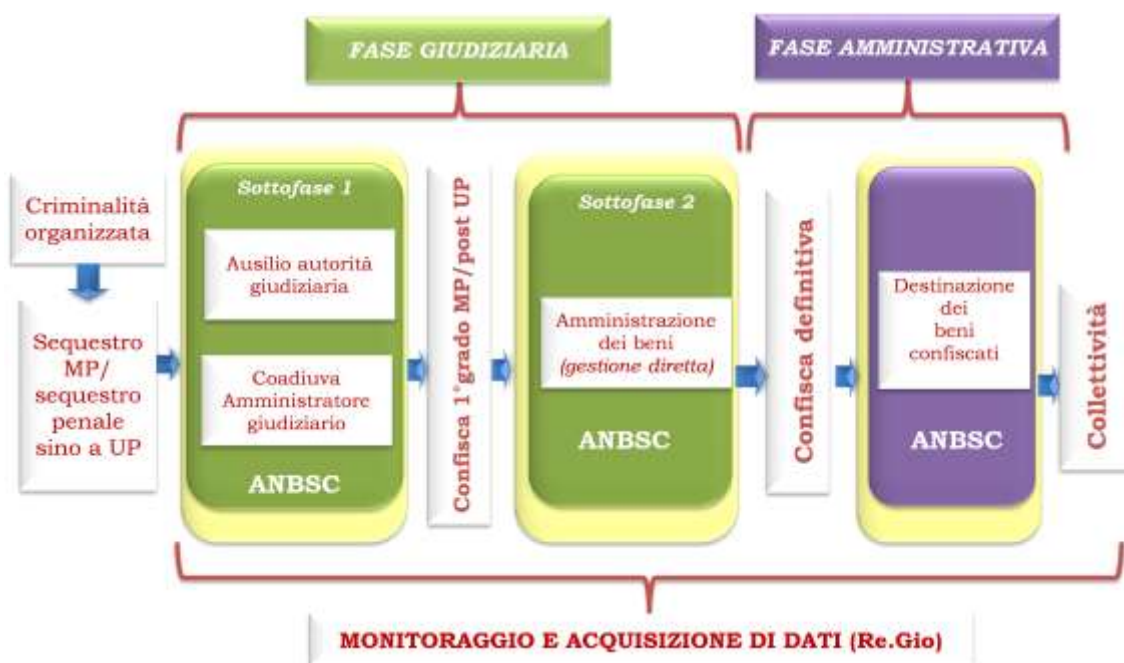 FASE GIUDIZIARIA
FASE AMMINISTRATIVA
Criminalità
organizzata
Sequestro
MP/
sequestro
penale
sino a UP
Sottofase 1
Ausilio autorità
giudiziaria
Coadiuva
Amministratore
giudiziario
ANBSC
Confisca 1°grado MP/post UP
Sottofase 2
Amministrazione
dei beni
(gestione diretta)
ANBSC
Confisca definitiva
Destinazione
dei
beni
confiscati
ANBSC
Collettività
MONITORAGGIO E ACQUISIZIONE DI DATI (Re.Gio)